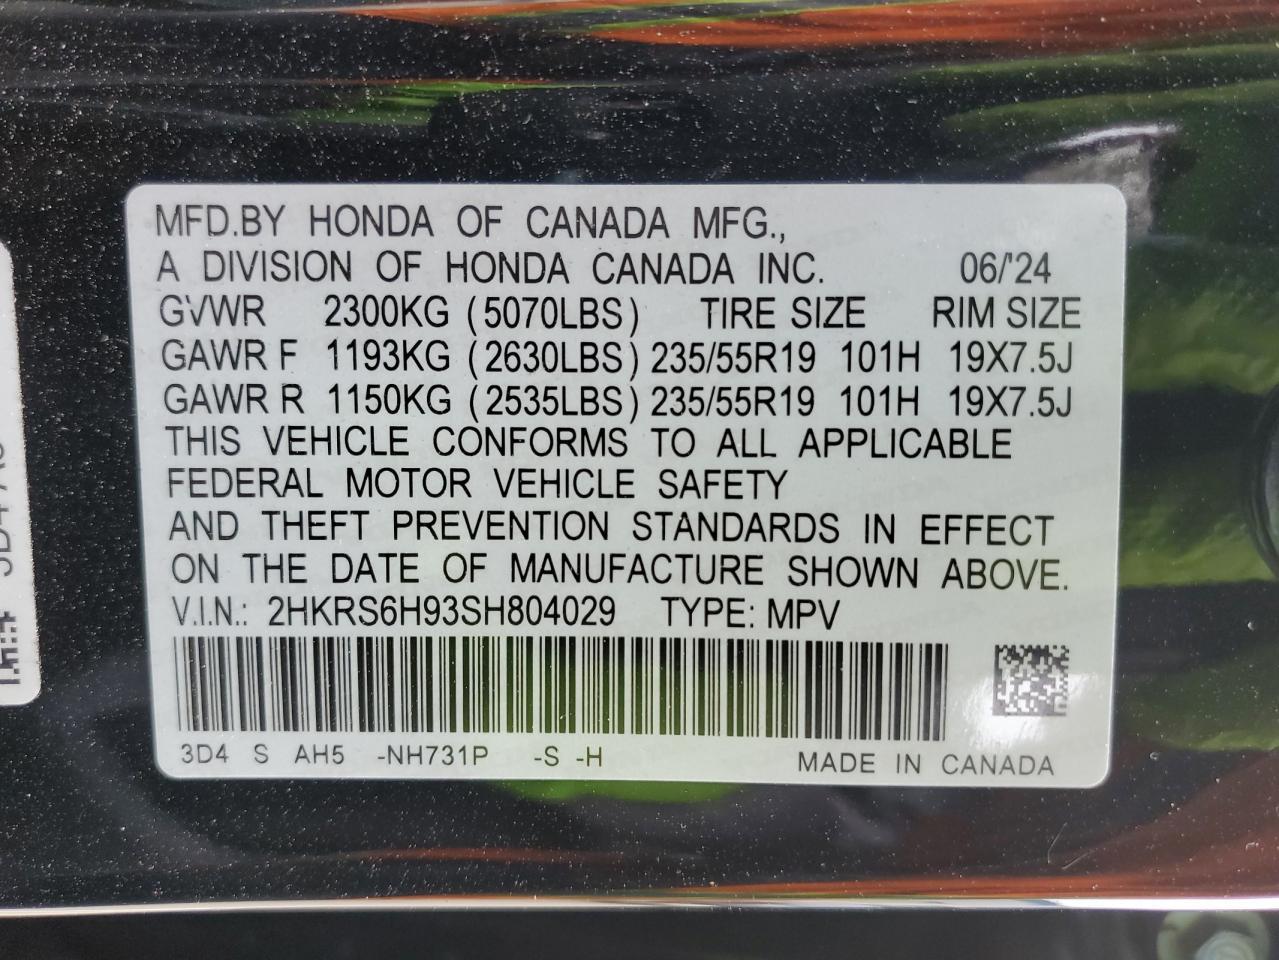 MFD.BY HONDA OF CANADA MFG.,
A DIVISION OF HONDA CANADA INC. 06/'24
GVWR 2300KG (5070LBS) TIRE SIZE RIM SIZE
GAWR F 1193KG (2630LBS) 235/55R19 101H 19X7.5J
GAWR R 1150KG (2535LBS) 235/55R19 101H 19X7.5J
THIS VEHICLE CONFORMS TO ALL APPLICABLE
FEDERAL MOTOR VEHICLE SAFETY
AND THEFT PREVENTION STANDARDS IN EFFECT
ON THE DATE OF MANUFACTURE SHOWN ABOVE.
V.I.N.: 2HKRS6H93SH804029 TYPE: MPV
3D4 S AH5 -NH731P -S -H MADE IN CANADA